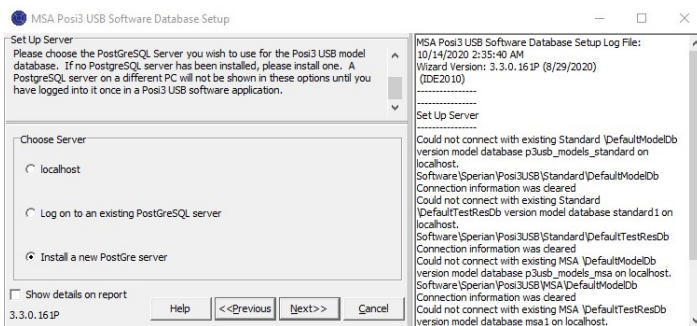 MSA Posi3 USB Software Database Setup
Set Up Server
Please choose the PostGreSQL Server you wish to use for the Posi3 USB model
database. If no PostgreSQL server has been installed, please install one. A
PostgreSQL server on a different PC will not be shown in these options until you
have logged into it once in a Posi3 USB software application.
Choose Server
localhost
Log on to an existing PostGreSQL server
Install a new PostGre server
Show details on report
3.3.0.161P
Help
<<Previous
Next>>
Cancel
MSA Posi3 USB Software Database Setup Log File:
10/14/2020 2:35:40 AM
Wizard Version: 3.3.0.161P (8/29/2020)
(IDE2010)
----------------
----------------
Set Up Server
----------------
Could not connect with existing Standard \DefaultModelDb
version model database p3usb_models_standard on
localhost.
Software\Sperian\Posi3USB\Standard\DefaultModelDb
Connection information was cleared
Could not connect with existing Standard
\DefaultTestResDb version model database standard1 on
localhost.
Software\Sperian\Posi3USB\Standard\DefaultTestResDb
Connection information was cleared
Could not connect with existing MSA \DefaultModelDb
version model database p3usb_models_msa on localhost.
Software\Sperian\Posi3USB\MSA\DefaultModelDb
Connection information was cleared
Could not connect with existing MSA \DefaultTestResDb
version model database msa1 on localhost.